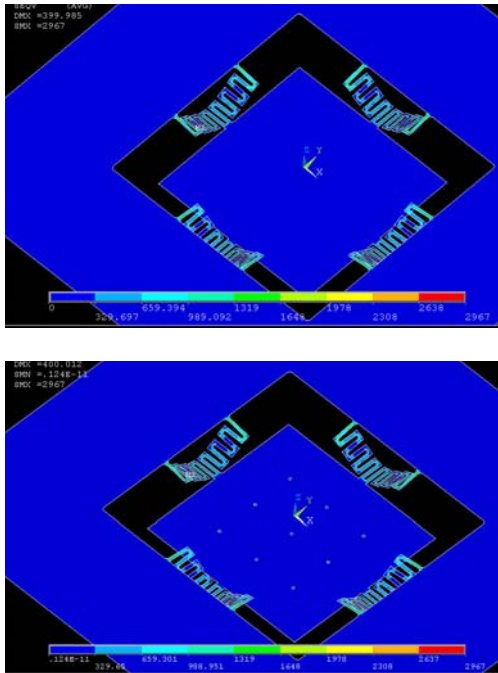 SEQV (AVG)
DMX =399.985
SMX =2967
Z Y
X
0 659.394 1319 1978 2638
329.697 989.092 1648 2308 2967
DMX =400.012
SMN =.124E-11
SMX =2967
Z Y
X
.124E-11 659.301 1319 1978 2637
329.65 988.951 1648 2308 2967